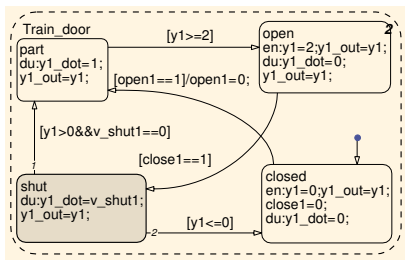 Train_door
2
part
du:y1_dot=1;
y1_out=y1;
[y1>=2]
open
en:y1=2;y1_out=y1;
du:y1_dot=0;
y1_out=y1;
[open1==1]/open1=0;
[y1>0&&v_shut1==0]
[close1==1]
1
shut
du:y1_dot=v_shut1;
y1_out=y1;
2
[y1<=0]
closed
en:y1=0;y1_out=y1;
close1=0;
du:y1_dot=0;